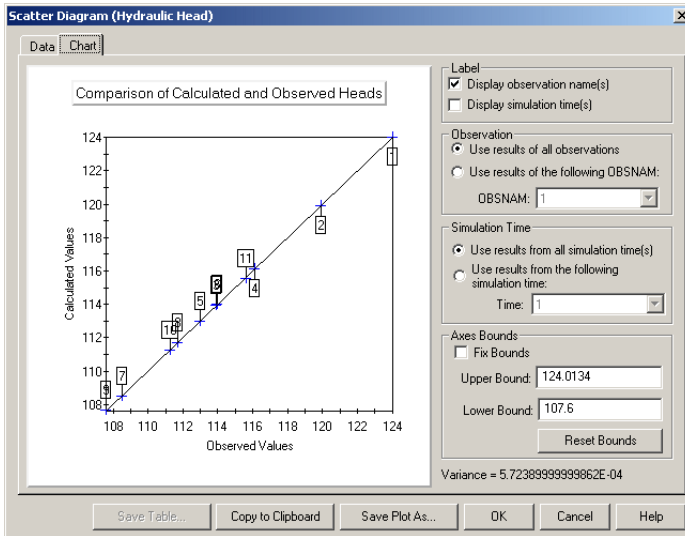 Scatter Diagram (Hydraulic Head)
Data Chart
Comparison of Calculated and Observed Heads
124
122
120
118
116
114
112
110
108
Calculated Values
108 110 112 114 116 118 120 122 124
Observed Values
1
2
11
4
5
10
7
Label
Display observation name(s)
Display simulation time(s)
Observation
Use results of all observations
Use results of the following OBSNAM:
OBSNAM: 1
Simulation Time
Use results from all simulation time(s)
Use results from the following
simulation time:
Time: 1
Axes Bounds
Fix Bounds
Upper Bound: 124.0134
Lower Bound: 107.6
Reset Bounds
Variance = 5.72389999999862E-04
Save Table... Copy to Clipboard Save Plot As... OK Cancel Help